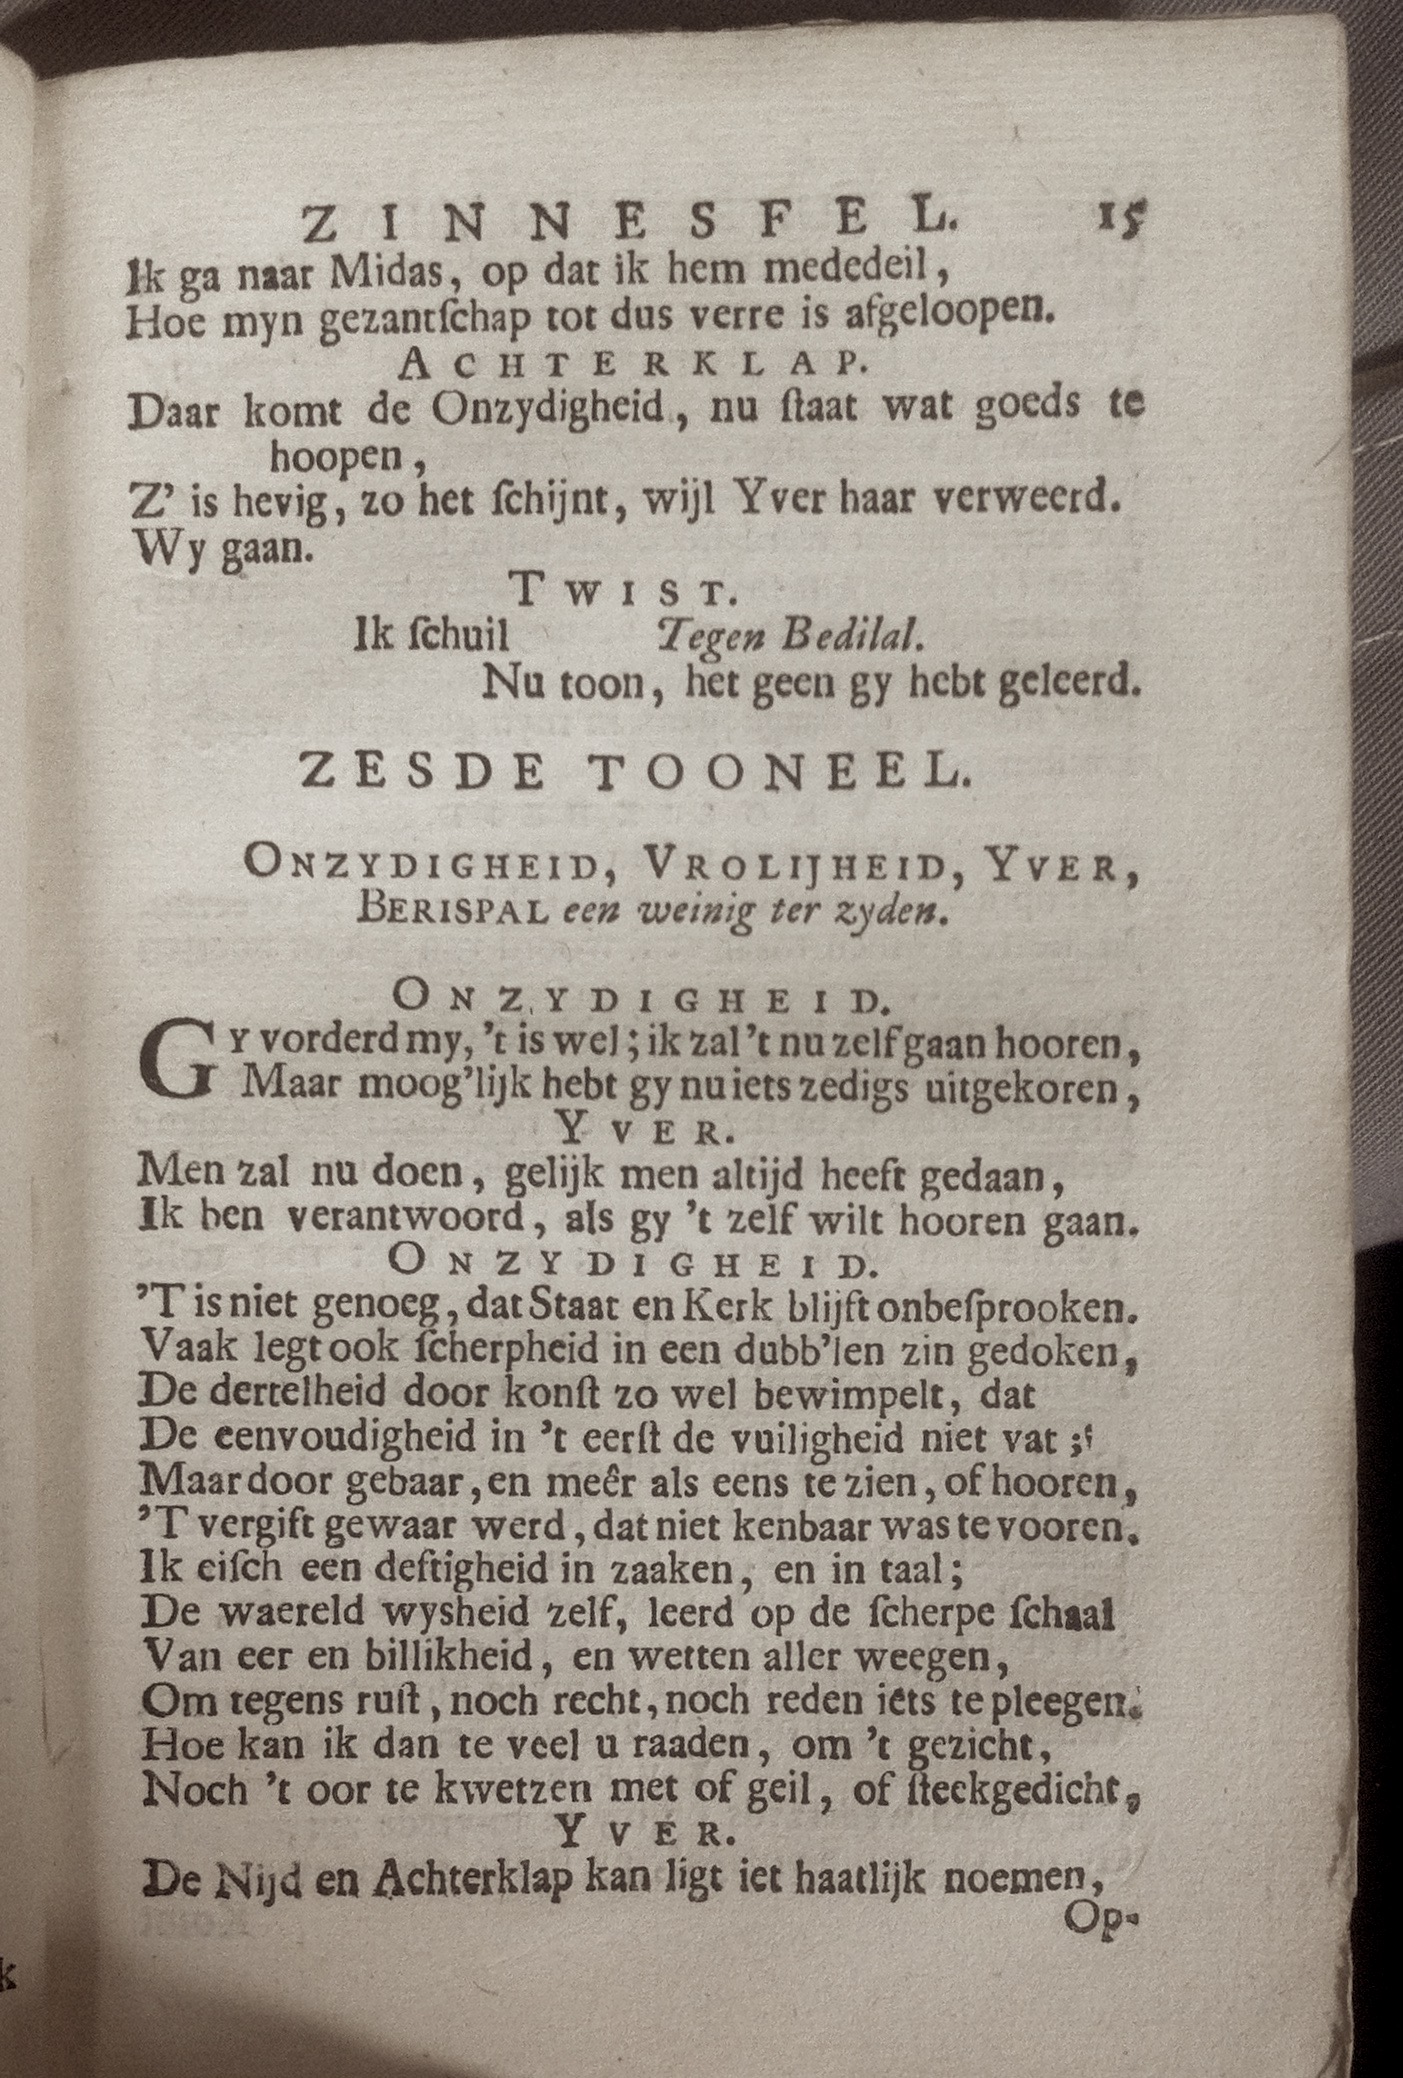 ZINNESFEL. 15
Ik ga naar Midas, op dat ik hem mededeil,
Hoe myn gezantſchap tot dus verre is afgeloopen.
ACHTERKLAP.
Daar komt de Onzydigheid, nu ſtaat wat goeds te
hoopen,
Z' is hevig, zo het ſchijnt, wijl Yver haar verweerd.
Wy gaan.
TWIST.
Ik ſchuil Tegen Bedilal.
Nu toon, het geen gy hebt geleerd.
ZESDE TOONEEL.
ONZYDIGHEID, VROLIJHEID, YVER,
BERISPAL een weinig ter zyden.
ONZYDIGHEID.
GY vorderd my, 't is wel; ik zal 't nu zelf gaan hooren,
Maar moog'lijk hebt gy nu iets zedigs uitgekoren,
YVER.
Men zal nu doen, gelijk men altijd heeft gedaan,
Ik ben verantwoord, als gy 't zelf wilt hooren gaan.
ONZYDIGHEID.
'T is niet genoeg, dat Staat en Kerk blijft onbeſprooken.
Vaak legt ook ſcherpheid in een dubb'len zin gedoken,
De dertelheid door konſt zo wel bewimpelt, dat
De eenvoudigheid in 't eerſt de vuiligheid niet vat;
Maar door gebaar, en meêr als eens te zien, of hooren,
'T vergift gewaar werd, dat niet kenbaar was te vooren.
Ik eiſch een deftigheid in zaaken, en in taal;
De waereld wysheid zelf, leerd op de ſcherpe ſchaal
Van eer en billikheid, en wetten aller weegen,
Om tegens ruſt, noch recht, noch reden iets te pleegen.
Hoe kan ik dan te veel u raaden, om 't gezicht,
Noch 't oor te kwetzen met of geil, of ſteekgedicht,
YVER.
De Nijd en Achterklap kan ligt iet haatlijk noemen,
Op-
k